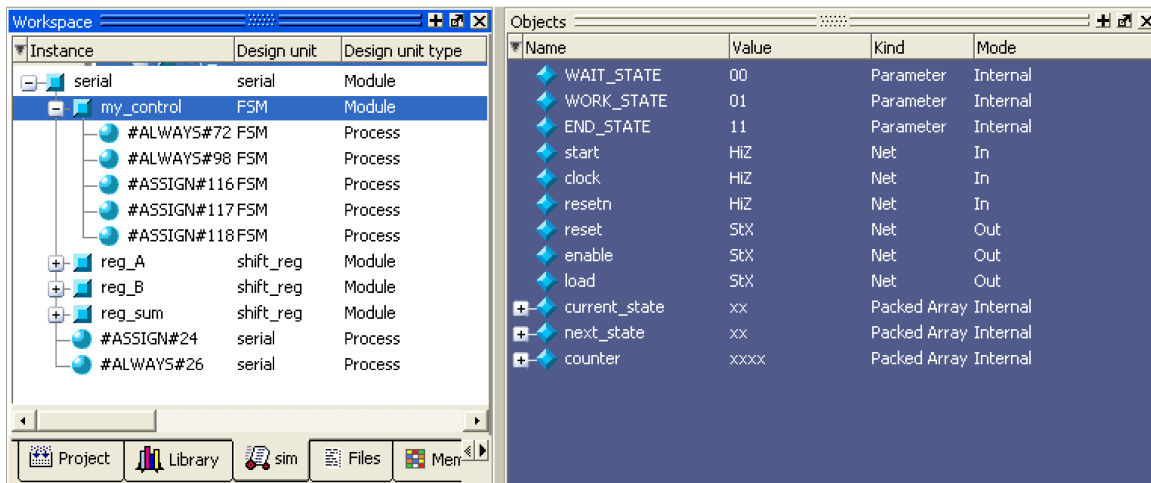 Workspace
Instance Design unit Design unit type
serial serial Module
my_control FSM Module
#ALWAYS#72 FSM Process
#ALWAYS#98 FSM Process
#ASSIGN#116 FSM Process
#ASSIGN#117 FSM Process
#ASSIGN#118 FSM Process
reg_A shift_reg Module
reg_B shift_reg Module
reg_sum shift_reg Module
#ASSIGN#24 serial Process
#ALWAYS#26 serial Process
Project Library sim Files Mem
Objects
Name Value Kind Mode
WAIT_STATE 00 Parameter Internal
WORK_STATE 01 Parameter Internal
END_STATE 11 Parameter Internal
start HiZ Net In
clock HiZ Net In
resetn HiZ Net In
reset StX Net Out
enable StX Net Out
load StX Net Out
current_state xx Packed Array Internal
next_state xx Packed Array Internal
counter xxxx Packed Array Internal